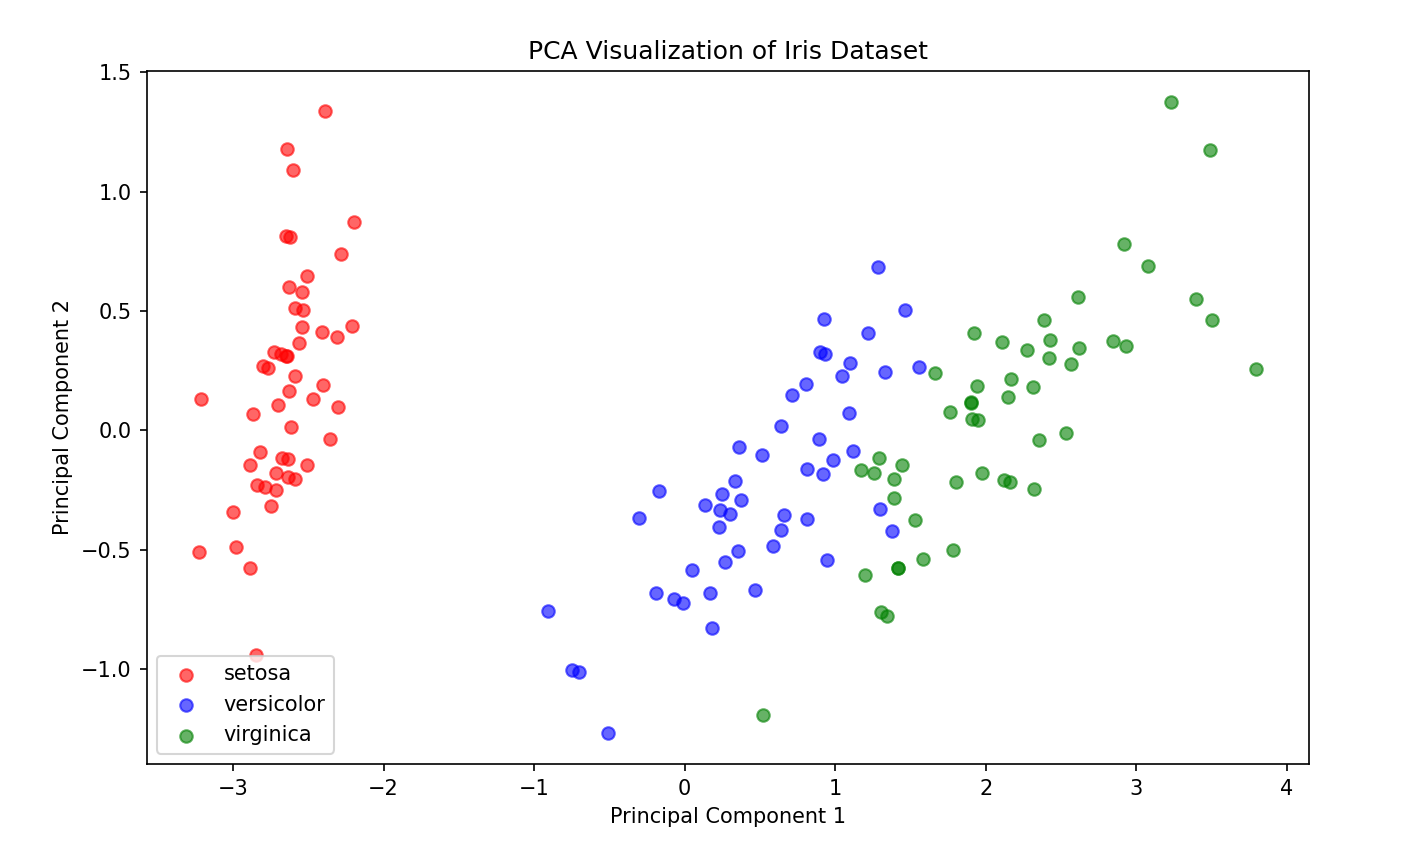 PCA Visualization of Iris Dataset
1.5
1.0
0.5
0.0
−0.5
−1.0
Principal Component 2
setosa
versicolor
virginica
−3 −2 −1 0 1 2 3 4
Principal Component 1